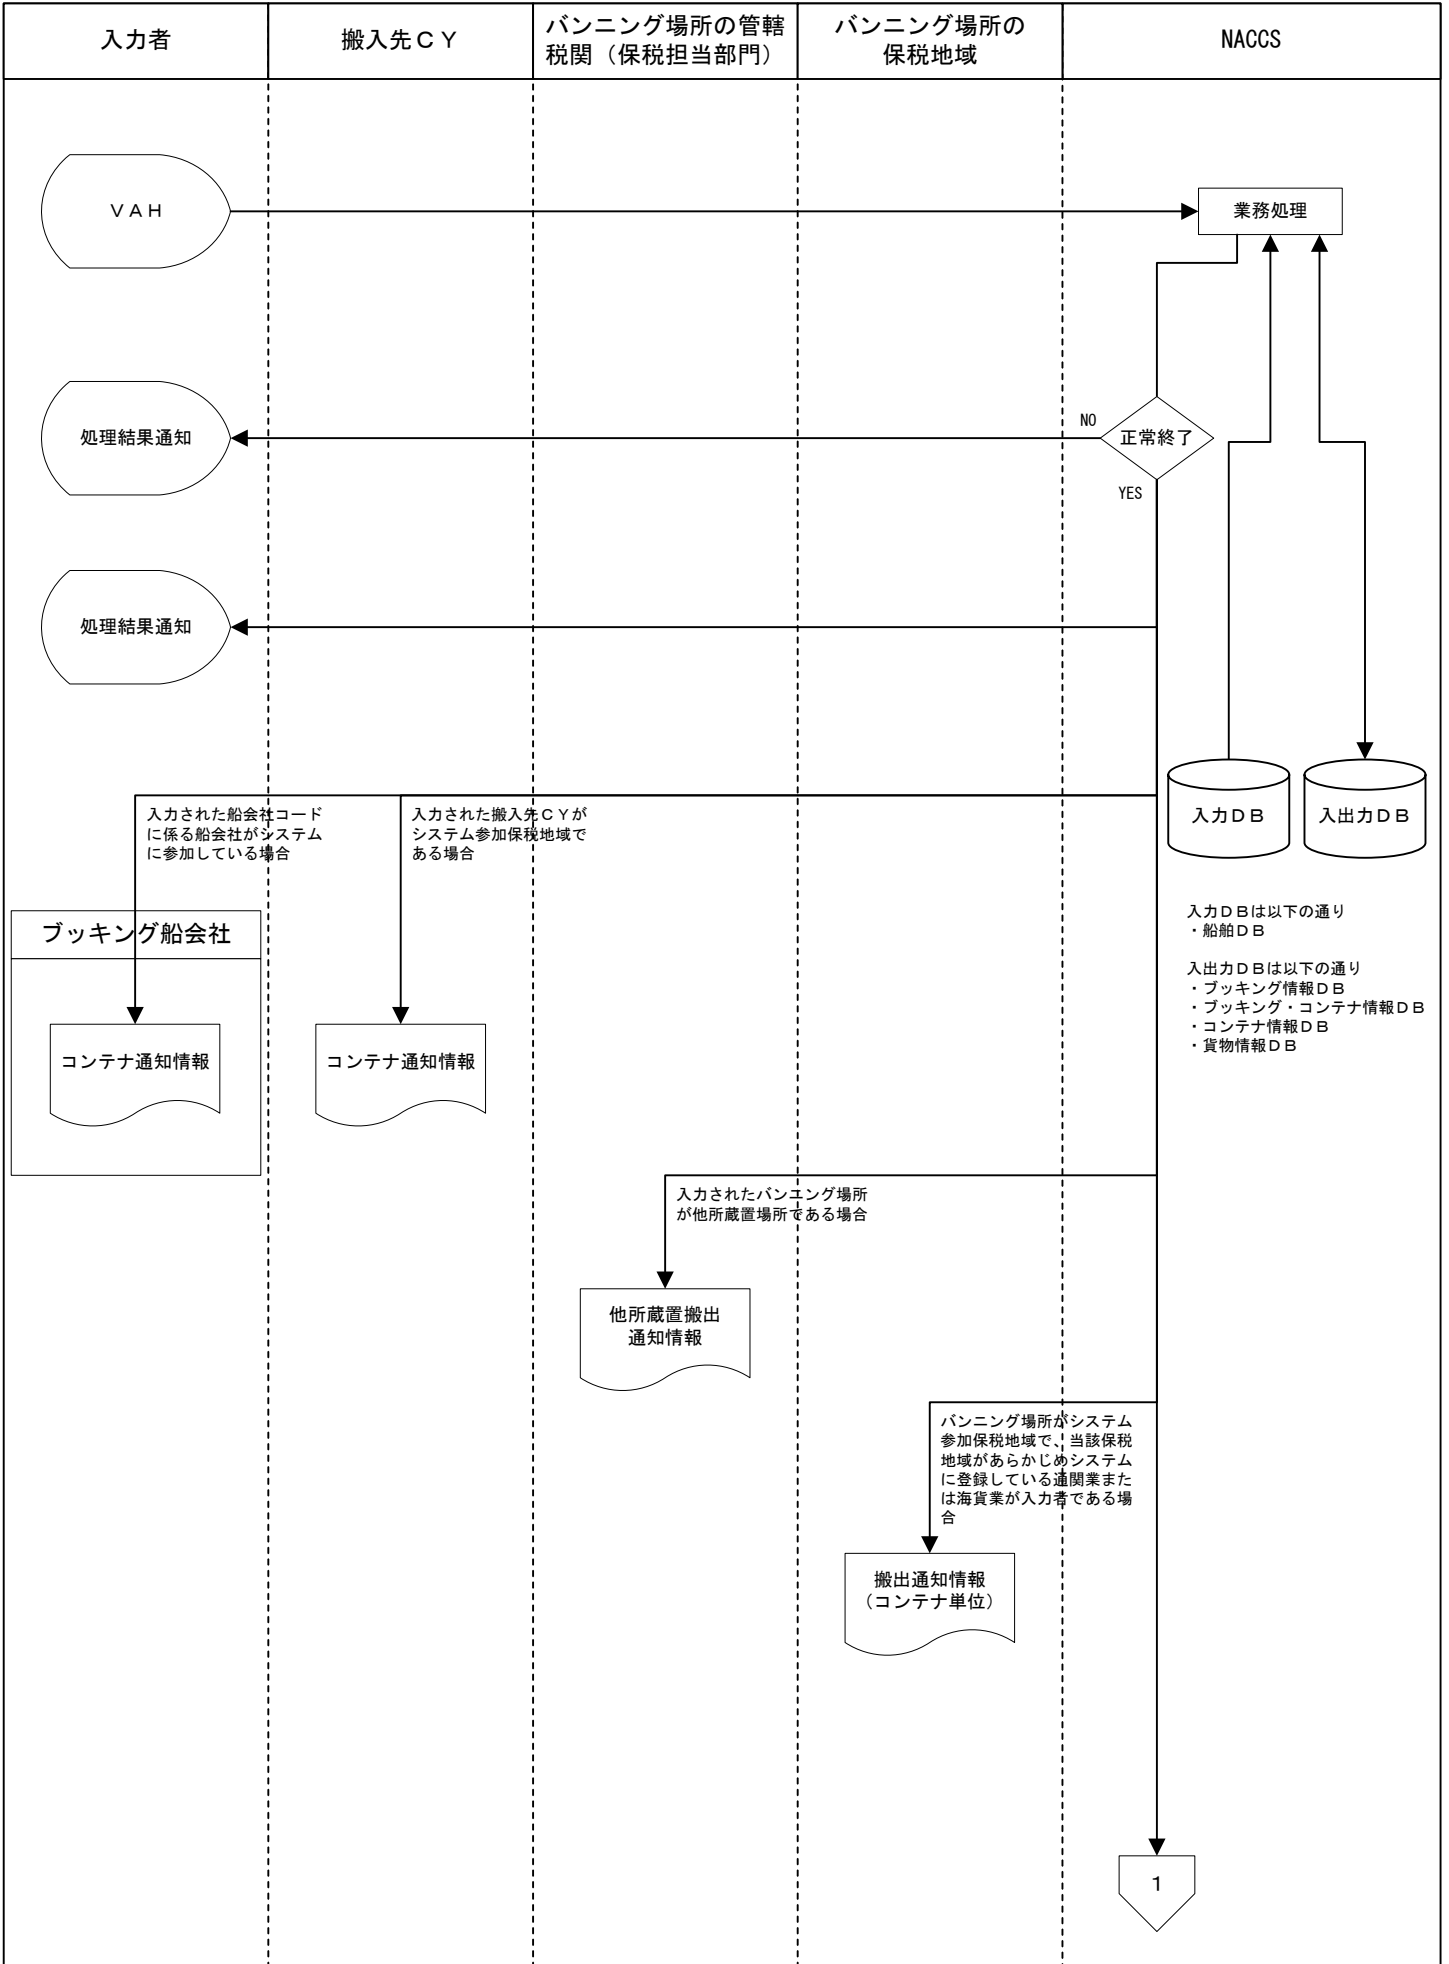 入力者
搬入先ＣＹ
バンニング場所の管轄
税関（保税担当部門）
バンニング場所の
保税地域
NACCS
ＶＡＨ
業務処理
処理結果通知
NO
正常終了
YES
処理結果通知
入力ＤＢ
入出力ＤＢ
入力された船会社コード
に係る船会社がシステム
に参加している場合
入力された搬入先ＣＹが
システム参加保税地域で
ある場合
入力ＤＢは以下の通り
・船舶ＤＢ
入出力ＤＢは以下の通り
・ブッキング情報ＤＢ
・ブッキング・コンテナ情報ＤＢ
・コンテナ情報ＤＢ
・貨物情報ＤＢ
ブッキング船会社
コンテナ通知情報
コンテナ通知情報
入力されたバンニング場所
が他所蔵置場所である場合
他所蔵置搬出
通知情報
バンニング場所がシステム
参加保税地域で、当該保税
地域があらかじめシステム
に登録している通関業また
は海貨業が入力者である場
合
搬出通知情報
（コンテナ単位）
１